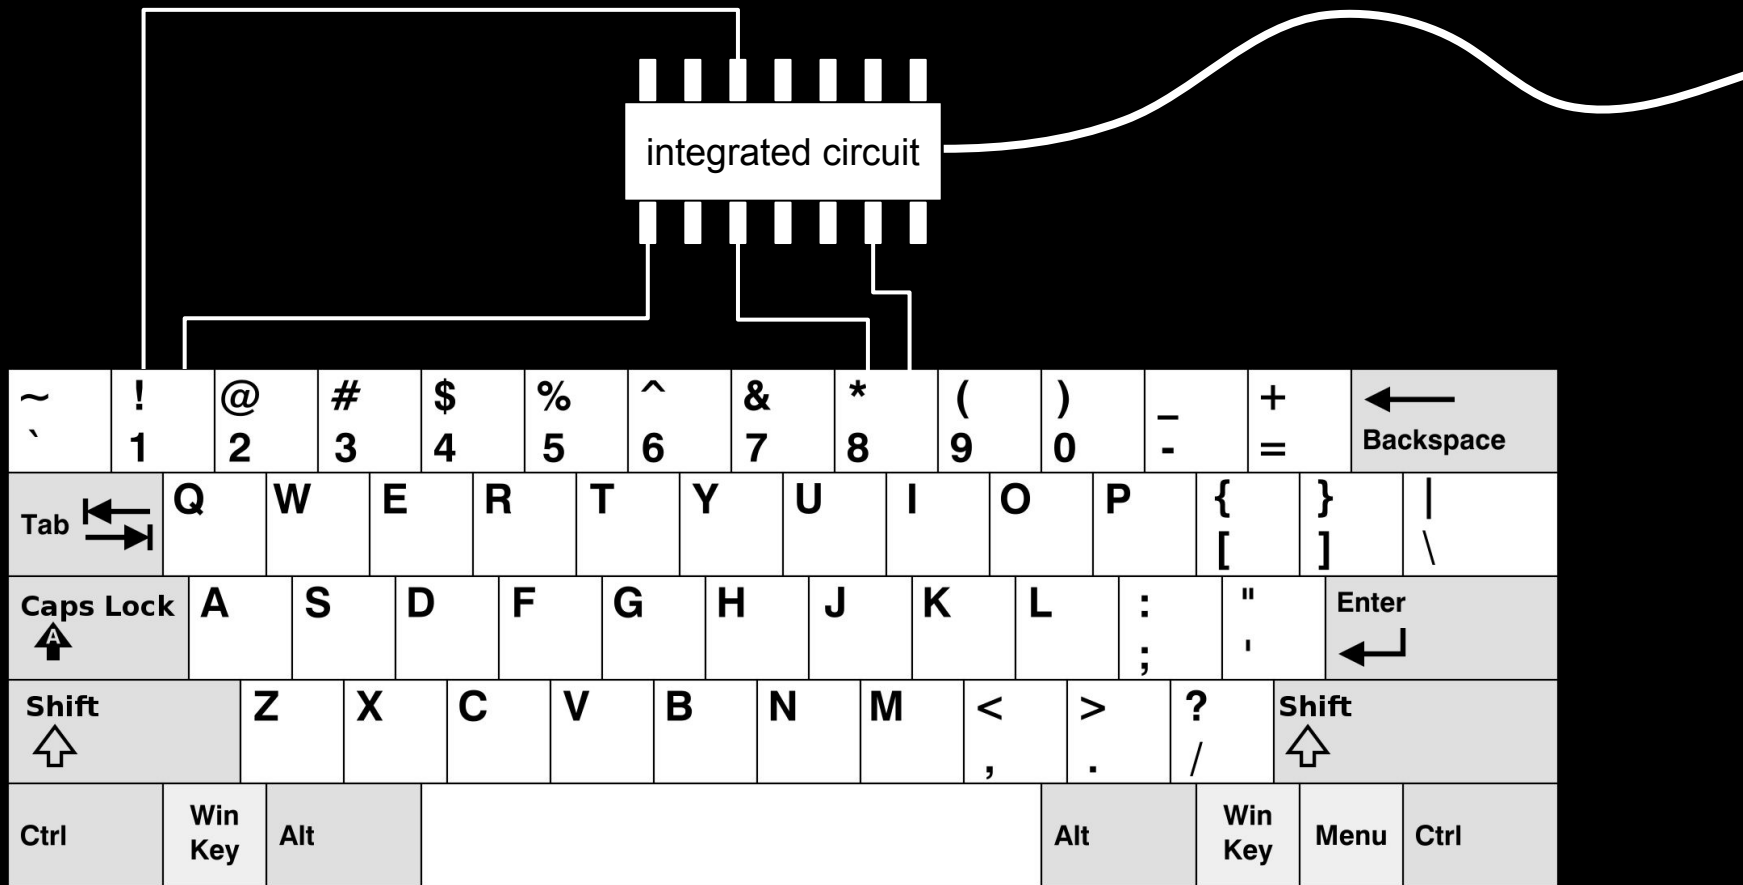 integrated circuit
~ ! @ # $ % ^ & * ( ) _ +
` 1 2 3 4 5 6 7 8 9 0 - = Backspace
Tab Q W E R T Y U I O P { } |
[ ] \
Caps Lock A S D F G H J K L : " Enter
A ; '
Shift Z X C V B N M < > ? Shift
, . /
Win Win
Ctrl Alt Alt Menu Ctrl
Key Key